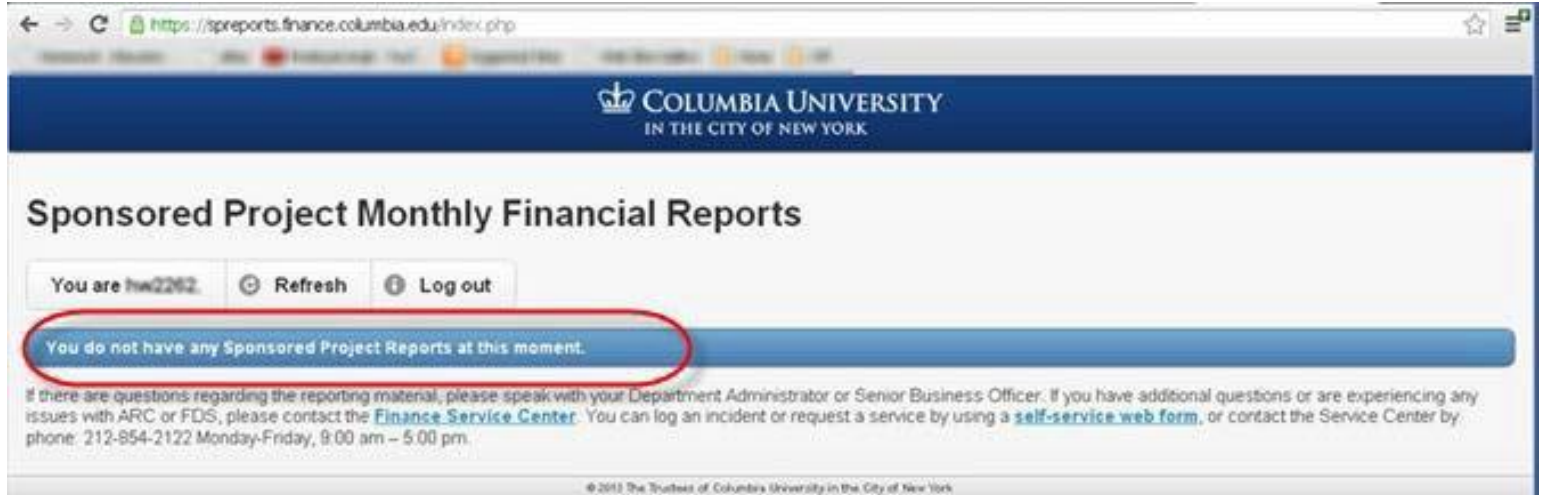 https://spreports.finance.columbia.edu/index.php
COLUMBIA UNIVERSITY
IN THE CITY OF NEW YORK
Sponsored Project Monthly Financial Reports
You are Refresh Log out
You do not have any Sponsored Project Reports at this moment.
If there are questions regarding the reporting material, please speak with your Department Administrator or Senior Business Officer. If you have additional questions or are experiencing any
issues with ARC or FDS, please contact the Finance Service Center. You can log an incident or request a service by using a self-service web form, or contact the Service Center by
phone: 212-854-2122 Monday-Friday, 9:00 am – 5:00 pm.
© 2013 The Trustees of Columbia University in the City of New York